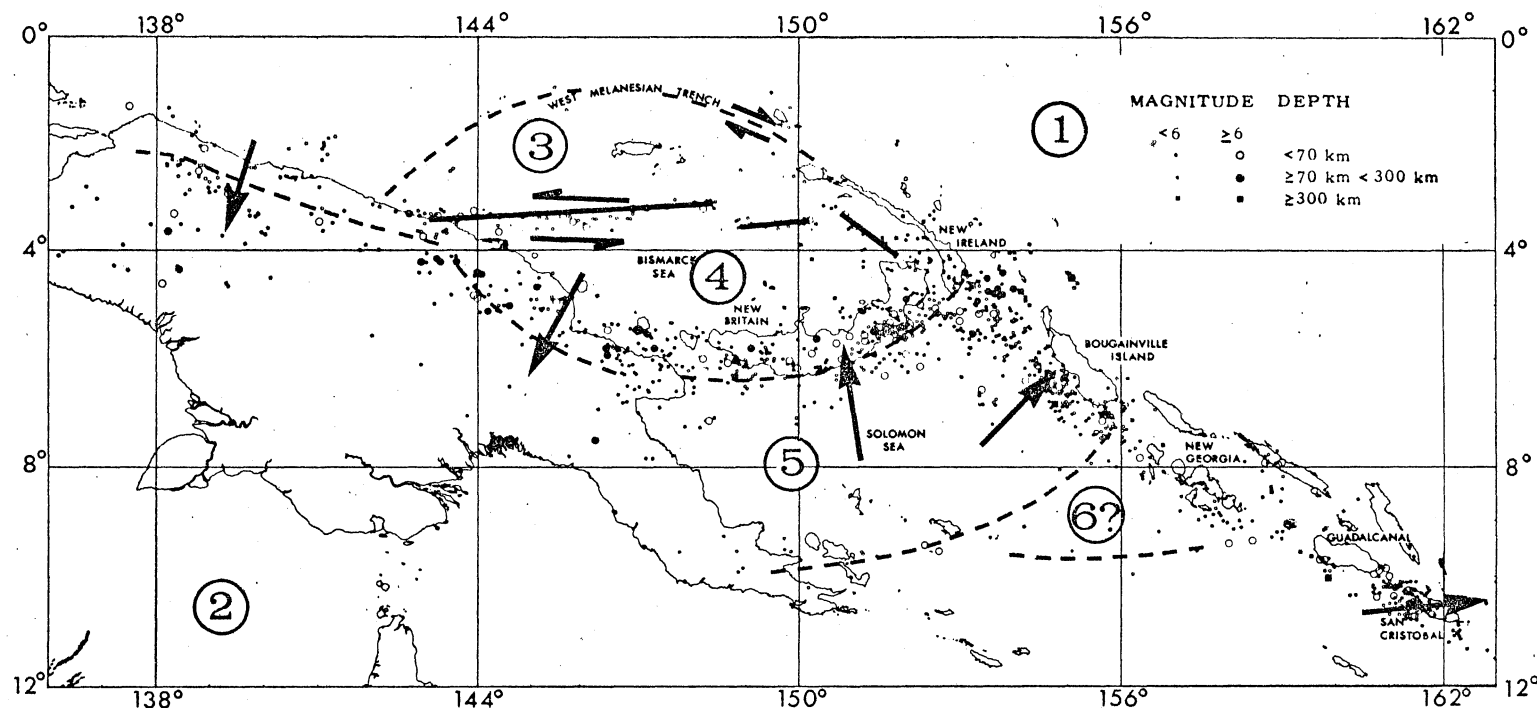 138° 144° 150° 156° 162°
0° 0°
WEST MELANESIAN TRENCH
MAGNITUDE DEPTH
<6 ≥6
<70 km
≥70 km < 300 km
≥300 km
1
3
4° 4°
NEW IRELAND
BISMARCK SEA
4
NEW BRITAIN
BOUGAINVILLE ISLAND
SOLOMON SEA
5
NEW GEORGIA
8° 8°
6?
GUADALCANAL
2
SAN CRISTOBAL
12° 12°
138° 144° 150° 156° 162°